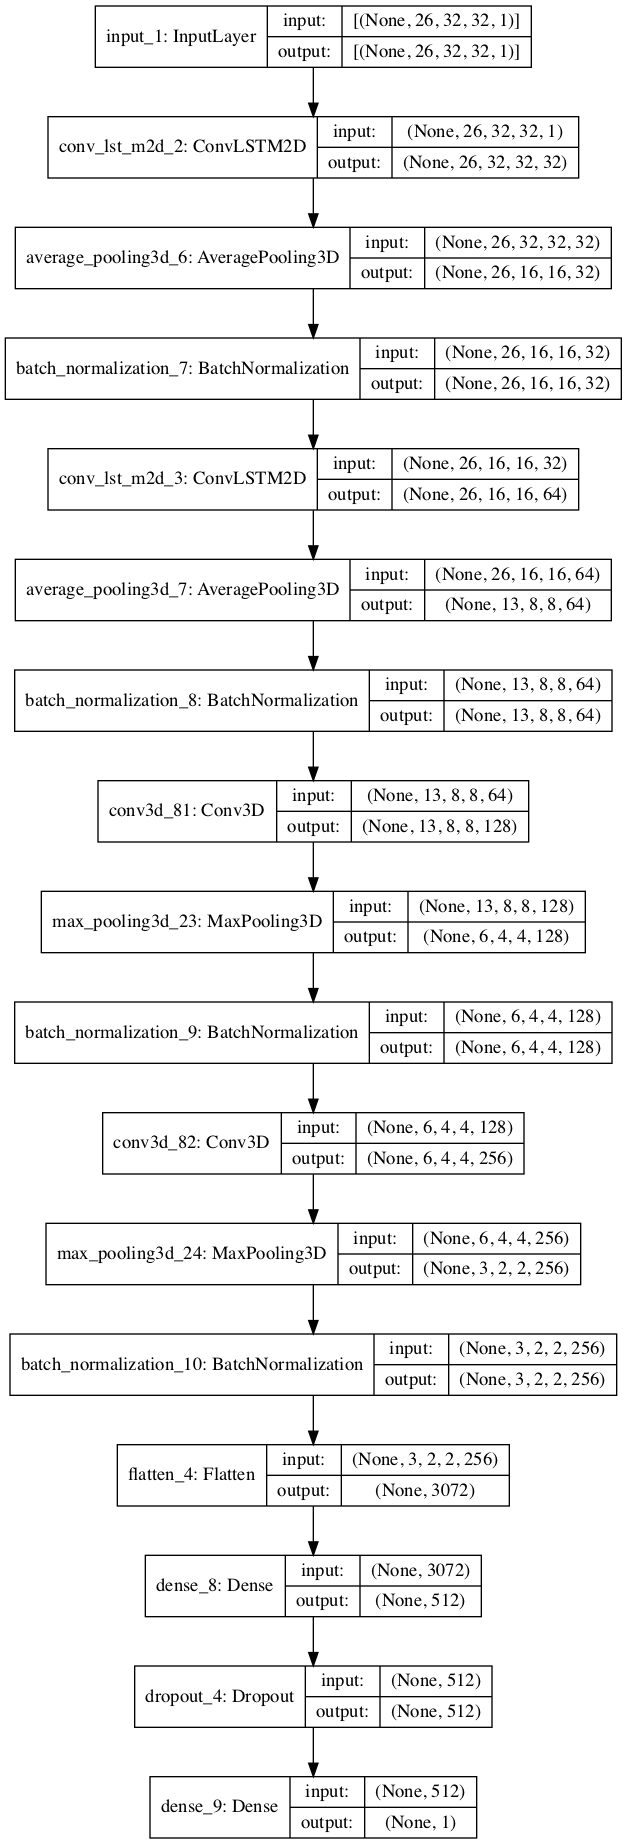 input_1: InputLayer
input:
[(None, 26, 32, 32, 1)]
output:
[(None, 26, 32, 32, 1)]
conv_lst_m2d_2: ConvLSTM2D
input:
(None, 26, 32, 32, 1)
output:
(None, 26, 32, 32, 32)
average_pooling3d_6: AveragePooling3D
input:
(None, 26, 32, 32, 32)
output:
(None, 26, 16, 16, 32)
batch_normalization_7: BatchNormalization
input:
(None, 26, 16, 16, 32)
output:
(None, 26, 16, 16, 32)
conv_lst_m2d_3: ConvLSTM2D
input:
(None, 26, 16, 16, 32)
output:
(None, 26, 16, 16, 64)
average_pooling3d_7: AveragePooling3D
input:
(None, 26, 16, 16, 64)
output:
(None, 13, 8, 8, 64)
batch_normalization_8: BatchNormalization
input:
(None, 13, 8, 8, 64)
output:
(None, 13, 8, 8, 64)
conv3d_81: Conv3D
input:
(None, 13, 8, 8, 64)
output:
(None, 13, 8, 8, 128)
max_pooling3d_23: MaxPooling3D
input:
(None, 13, 8, 8, 128)
output:
(None, 6, 4, 4, 128)
batch_normalization_9: BatchNormalization
input:
(None, 6, 4, 4, 128)
output:
(None, 6, 4, 4, 128)
conv3d_82: Conv3D
input:
(None, 6, 4, 4, 128)
output:
(None, 6, 4, 4, 256)
max_pooling3d_24: MaxPooling3D
input:
(None, 6, 4, 4, 256)
output:
(None, 3, 2, 2, 256)
batch_normalization_10: BatchNormalization
input:
(None, 3, 2, 2, 256)
output:
(None, 3, 2, 2, 256)
flatten_4: Flatten
input:
(None, 3, 2, 2, 256)
output:
(None, 3072)
dense_8: Dense
input:
(None, 3072)
output:
(None, 512)
dropout_4: Dropout
input:
(None, 512)
output:
(None, 512)
dense_9: Dense
input:
(None, 512)
output:
(None, 1)